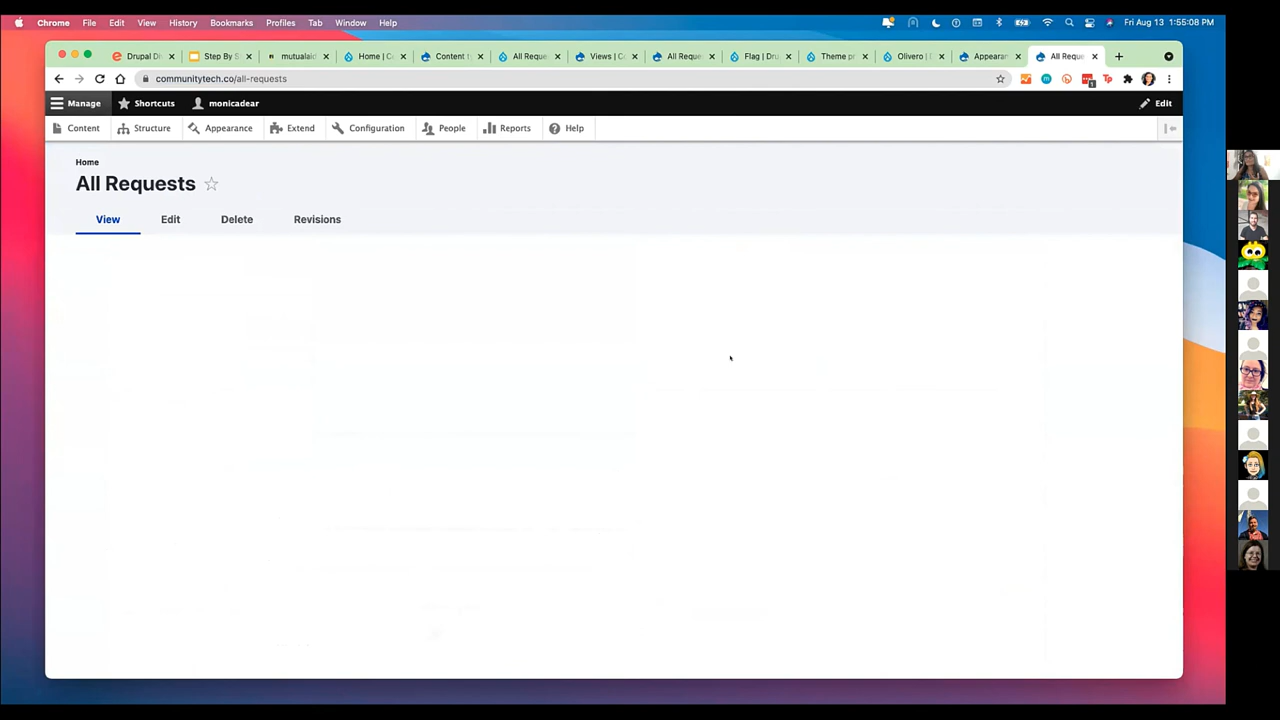 Chrome File Edit View History Bookmarks Profiles Tab Window Help Fri Aug 13 1:55:08 PM
Drupal Di Step By S mutualaid Home | C Content t All Reque Views | C All Reque Flag | Dru Theme pr Olivero | Appearan All Reque
communitytech.co/all-requests
Manage Shortcuts monicadear Edit
Content Structure Appearance Extend Configuration People Reports Help
Home
All Requests
View Edit Delete Revisions